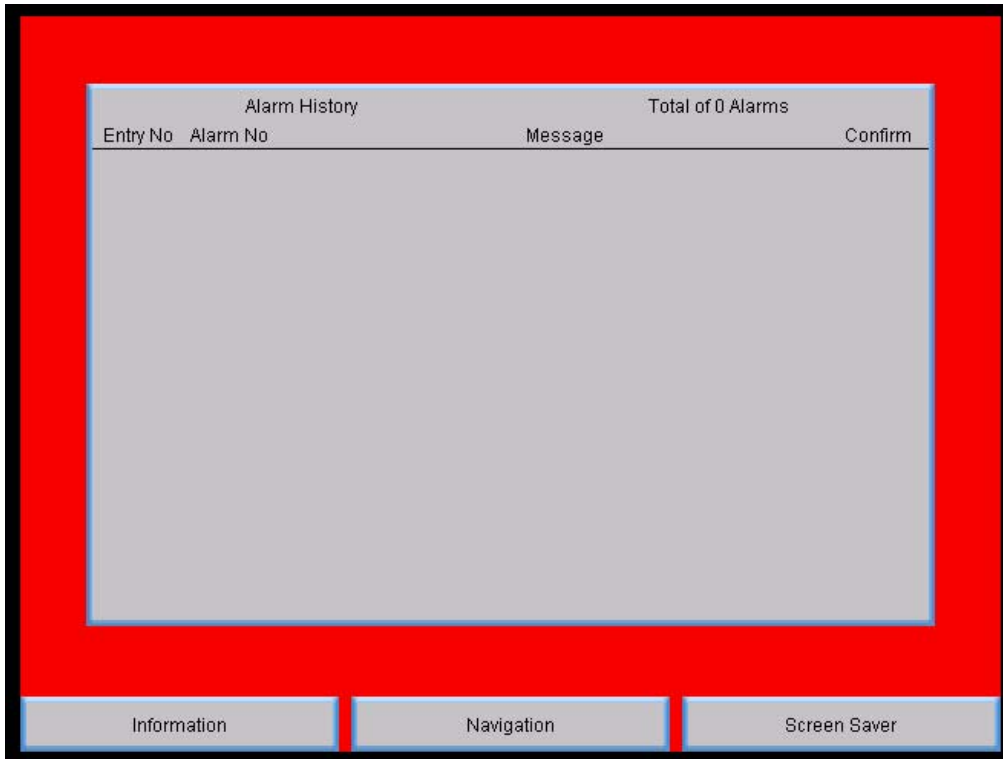 Alarm History Total of 0 Alarms
Entry No Alarm No Message Confirm
Information Navigation Screen Saver